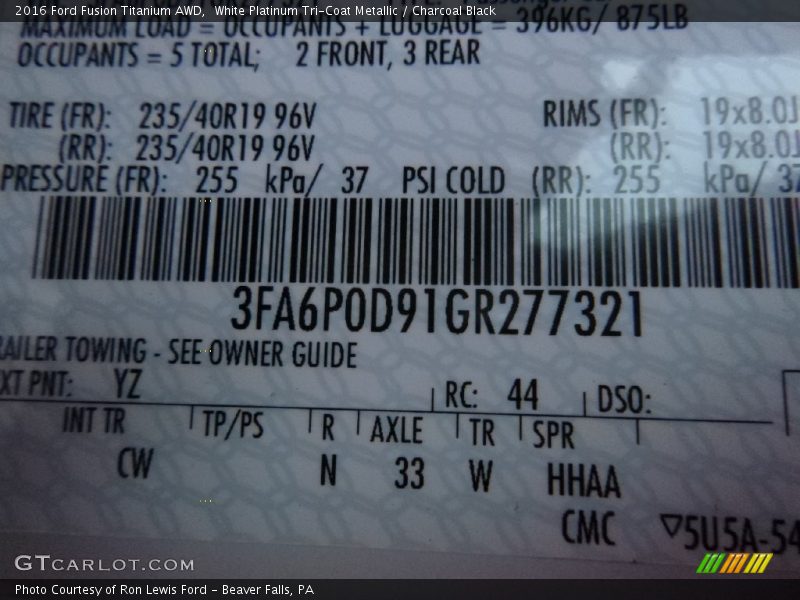 2016 Ford Fusion Titanium AWD, White Platinum Tri-Coat Metallic / Charcoal Black
MAXIMUM LOAD = OCCUPANTS + LUGGAGE = 396KG/ 875LB
OCCUPANTS = 5 TOTAL; 2 FRONT, 3 REAR
TIRE (FR): 235/40R19 96V RIMS (FR): 19x8.0J
(RR): 235/40R19 96V (RR): 19x8.0J
PRESSURE (FR): 255 kPa/ 37 PSI COLD (RR): 255 kPa/ 37
3FA6P0D91GR277321
AILER TOWING - SEE OWNER GUIDE
XT PNT: YZ RC: 44 DSO:
INT TR TP/PS R AXLE TR SPR
CW N 33 W HHAA
CMC ▽5U5A-54
GTCARLOT.COM
Photo Courtesy of Ron Lewis Ford - Beaver Falls, PA